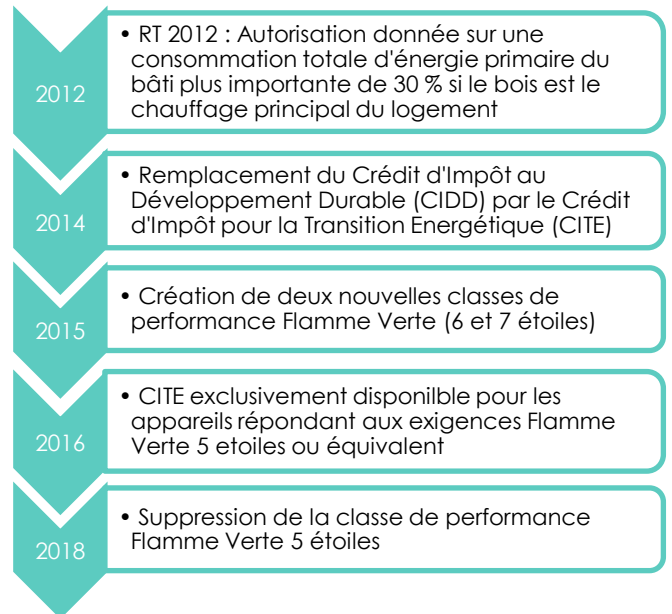 2012
• RT 2012 : Autorisation donnée sur une
consommation totale d'énergie primaire du
bâti plus importante de 30 % si le bois est le
chauffage principal du logement
2014
• Remplacement du Crédit d'Impôt au
Développement Durable (CIDD) par le Crédit
d'Impôt pour la Transition Energétique (CITE)
2015
• Création de deux nouvelles classes de
performance Flamme Verte (6 et 7 étoiles)
2016
• CITE exclusivement disponilble pour les
appareils répondant aux exigences Flamme
Verte 5 etoiles ou équivalent
2018
• Suppression de la classe de performance
Flamme Verte 5 étoiles